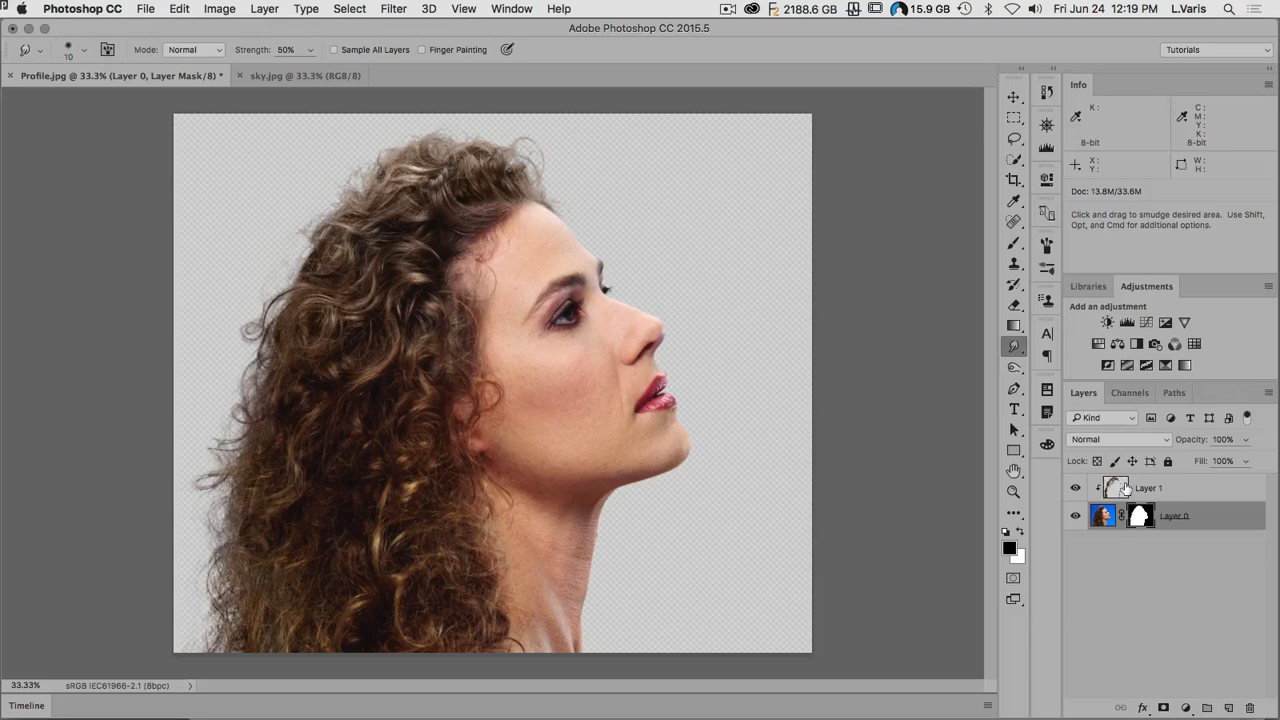 Photoshop CC File Edit Image Layer Type Select Filter 3D View Window Help 2188.6 W 15.9 GB Fri Jun 24 12:19 PM L.Varis
Adobe Photoshop CC 2015.5
10 Mode: Normal Strength: 50% Sample All Layers Finger Painting Tutorials
Profile.jpg @ 33.3% (Layer 0, Layer Mask/8) * sky.jpg @ 33.3% (RGB/8)
Info
K: C:
M:
Y:
K:
8-bit 8-bit
X: W:
Y: H:
Doc: 13.8M/33.6M
Click and drag to smudge desired area. Use Shift,
Opt, and Cmd for additional options.
Libraries Adjustments
Add an adjustment
Layers Channels Paths
Kind
Normal Opacity: 100%
Lock: Fill: 100%
Layer 1
Layer 0
33.33% sRGB IEC61966-2.1 (8bpc)
Timeline